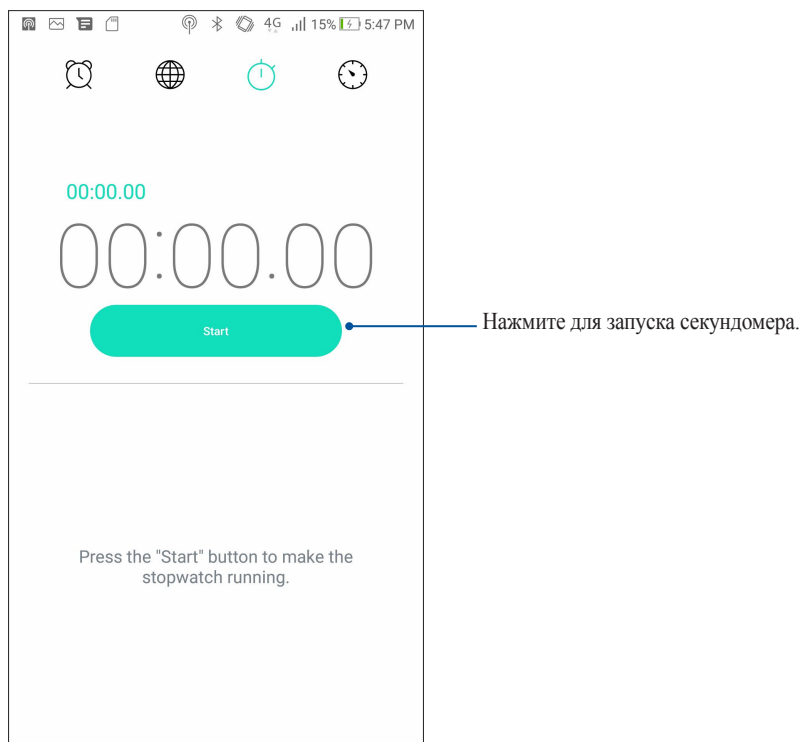 4G 15% 5:47 PM
00:00.00
00:00.00
Start
Нажмите для запуска секундомера.
Press the "Start" button to make the
stopwatch running.